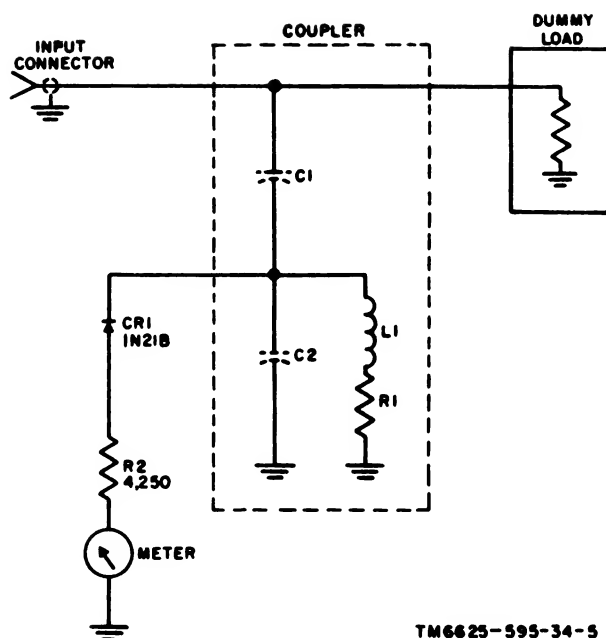 COUPLER
DUMMY
LOAD
INPUT
CONNECTOR
C1
CR1
1N21B
C2
L1
R1
R2
4,250
METER
TM6625-595-34-5